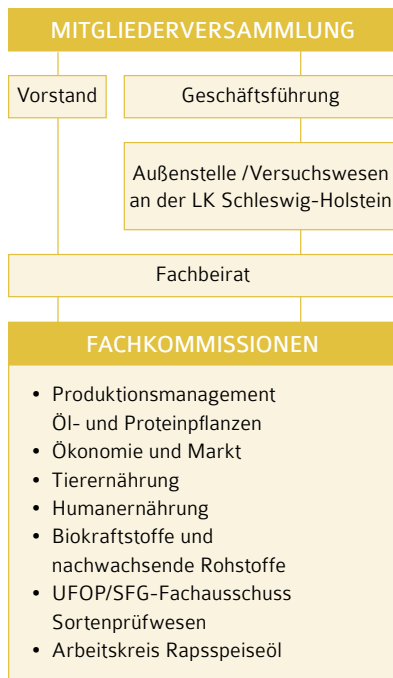 MITGLIEDERVERSAMMLUNG
Vorstand
Geschäftsführung
Außenstelle /Versuchswesen
an der LK Schleswig-Holstein
Fachbeirat
FACHKOMMISSIONEN
• Produktionsmanagement
Öl- und Proteinpflanzen
• Ökonomie und Markt
• Tierernährung
• Humanernährung
• Biokraftstoffe und
nachwachsende Rohstoffe
• UFOP/SFG-Fachausschuss
Sortenprüfwesen
• Arbeitskreis Rapsspeiseöl